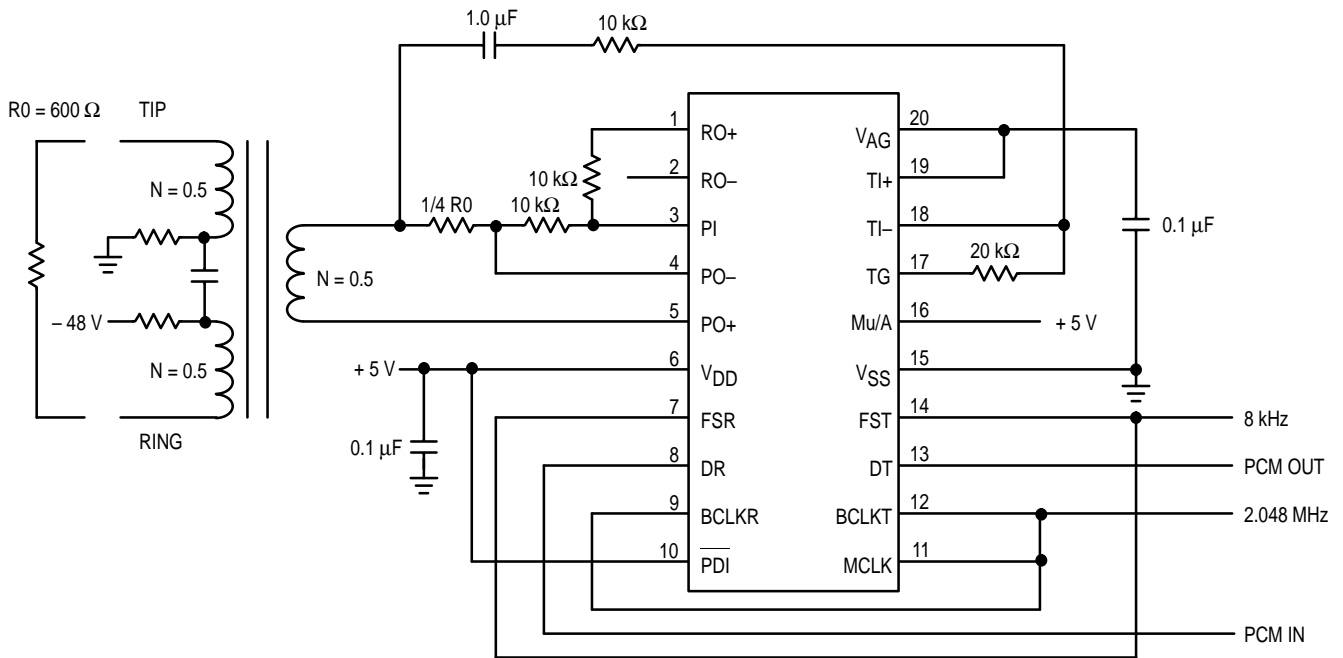 1.0 µF
10 kΩ
R0 = 600 Ω
TIP
N = 0.5
– 48 V
N = 0.5
RING
N = 0.5
1/4 R0
10 kΩ
10 kΩ
+ 5 V
0.1 µF
1 RO+
2 RO–
3 PI
4 PO–
5 PO+
6 VDD
7 FSR
8 DR
9 BCLKR
10 PDI
VAG 20
TI+ 19
TI– 18
TG 17
Mu/A 16
VSS 15
FST 14
DT 13
BCLKT 12
MCLK 11
20 kΩ
0.1 µF
+ 5 V
8 kHz
PCM OUT
2.048 MHz
PCM IN